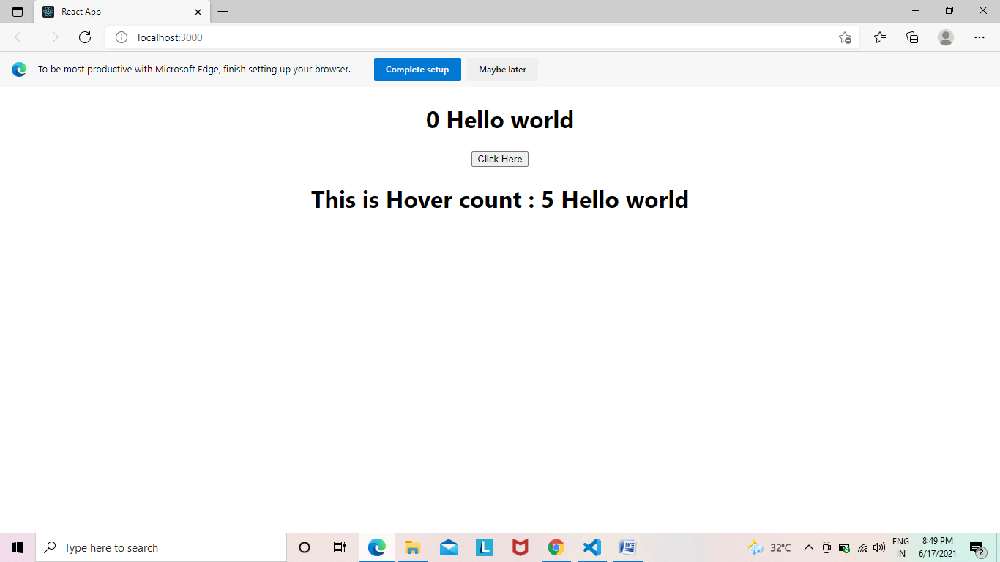 React App
localhost:3000
To be most productive with Microsoft Edge, finish setting up your browser. Complete setup Maybe later
0 Hello world
Click Here
This is Hover count : 5 Hello world
Type here to search
L
W
32°C
ENG
IN
8:49 PM
6/17/2021
2